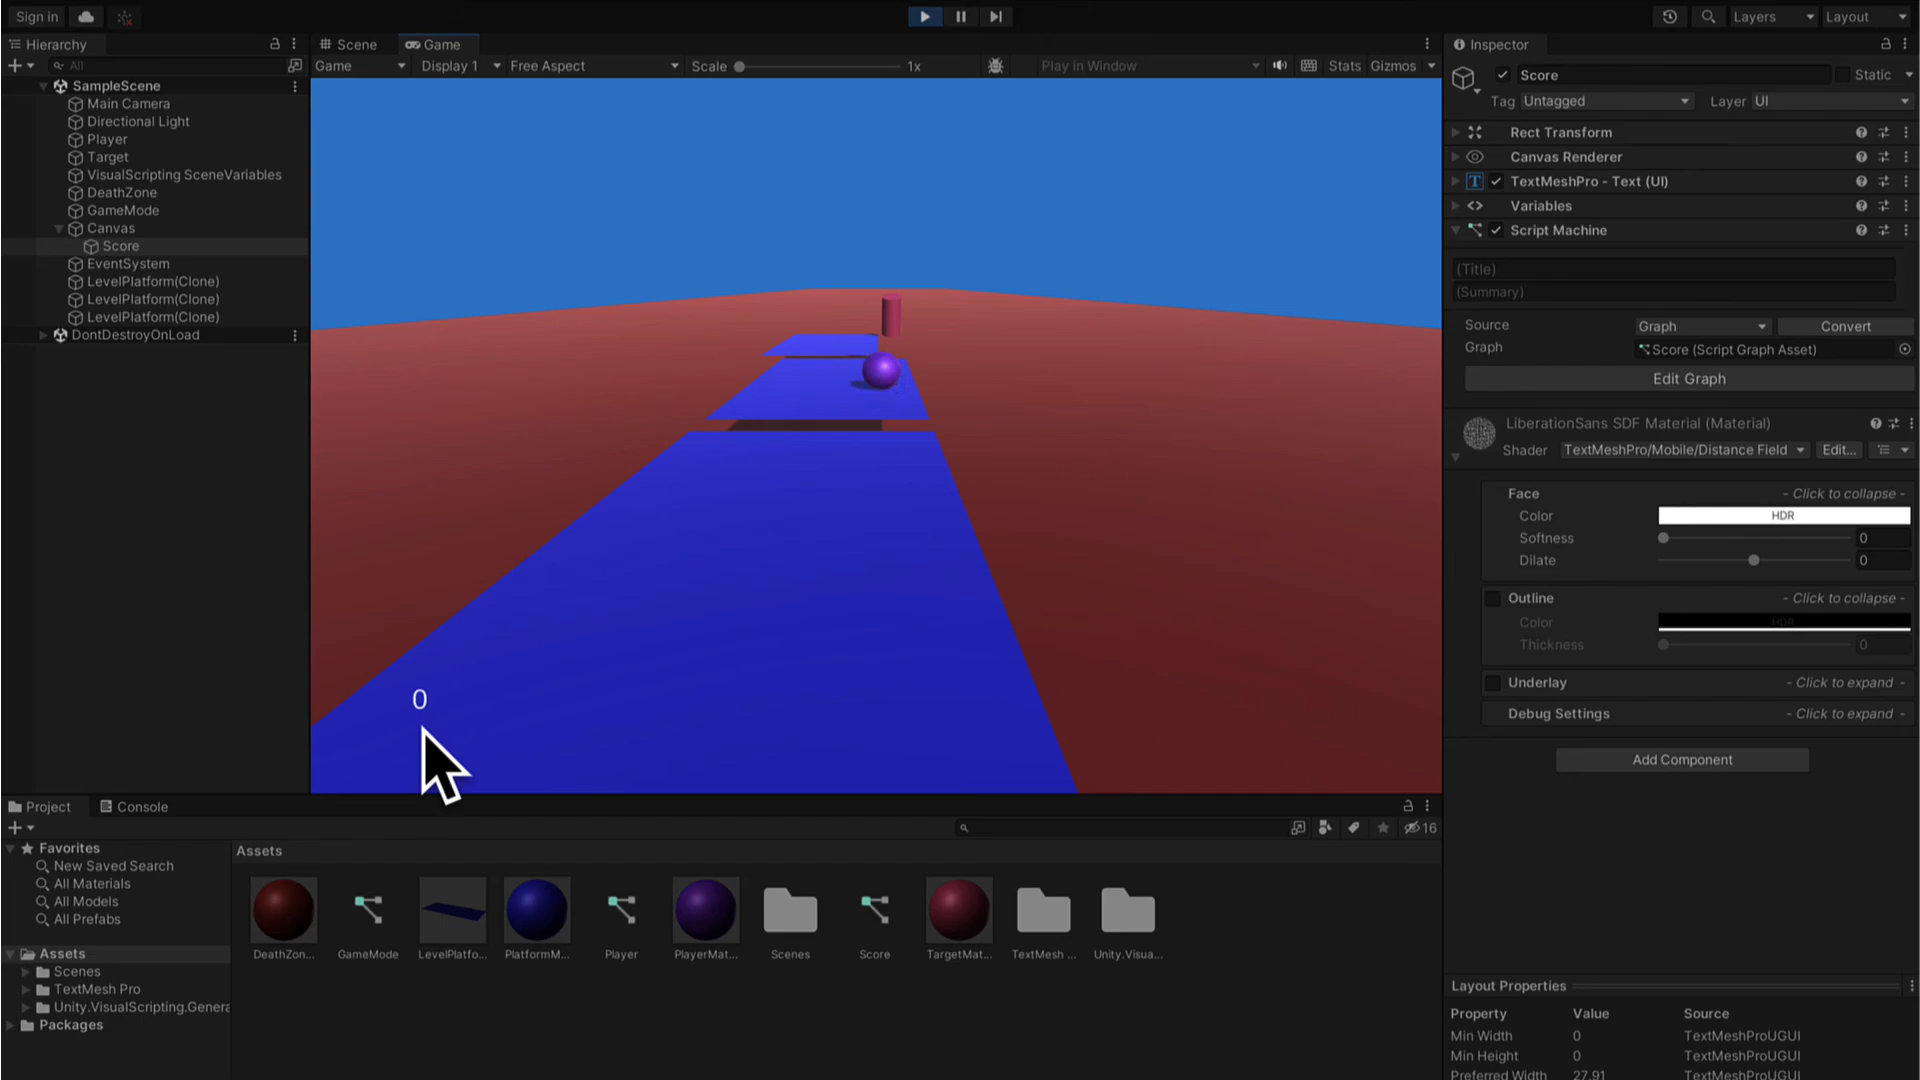 Sign in
Layers
Layout
Hierarchy
All
SampleScene
Main Camera
Directional Light
Player
Target
VisualScripting SceneVariables
DeathZone
GameMode
Canvas
Score
EventSystem
LevelPlatform(Clone)
LevelPlatform(Clone)
LevelPlatform(Clone)
DontDestroyOnLoad
Scene
Game
Game
Display 1
Free Aspect
Scale
1x
Play in Window
Stats
Gizmos
0
Inspector
Score
Static
Tag
Untagged
Layer
UI
Rect Transform
Canvas Renderer
TextMeshPro - Text (UI)
Variables
Script Machine
(Title)
(Summary)
Source
Graph
Convert
Graph
Score (Script Graph Asset)
Edit Graph
LiberationSans SDF Material (Material)
Shader
TextMeshPro/Mobile/Distance Field
Edit...
Face
- Click to collapse -
Color
HDR
Softness
0
Dilate
0
Outline
- Click to collapse -
Color
HDR
Thickness
0
Underlay
- Click to expand -
Debug Settings
- Click to expand -
Add Component
Project
Console
16
Favorites
New Saved Search
All Materials
All Models
All Prefabs
Assets
Scenes
TextMesh Pro
Unity.VisualScripting.Genera
Packages
Assets
DeathZon...
GameMode
LevelPlatfo...
PlatformM...
Player
PlayerMat...
Scenes
Score
TargetMat...
TextMesh ...
Unity.Visua...
Layout Properties
Property
Value
Source
Min Width
0
TextMeshProUGUI
Min Height
0
TextMeshProUGUI
Preferred Width
27.91
TextMeshProUGUI